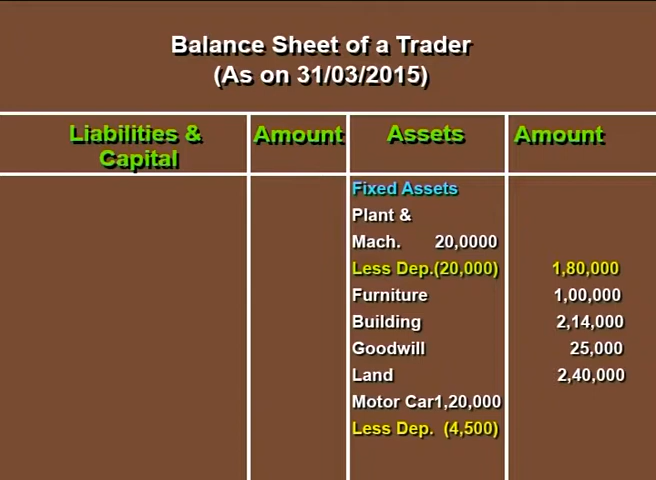 Balance Sheet of a Trader
(As on 31/03/2015)
Liabilities & Amount Assets Amount
Capital
Fixed Assets
Plant &
Mach. 20,0000
Less Dep.(20,000) 1,80,000
Furniture 1,00,000
Building 2,14,000
Goodwill 25,000
Land 2,40,000
Motor Car1,20,000
Less Dep. (4,500)